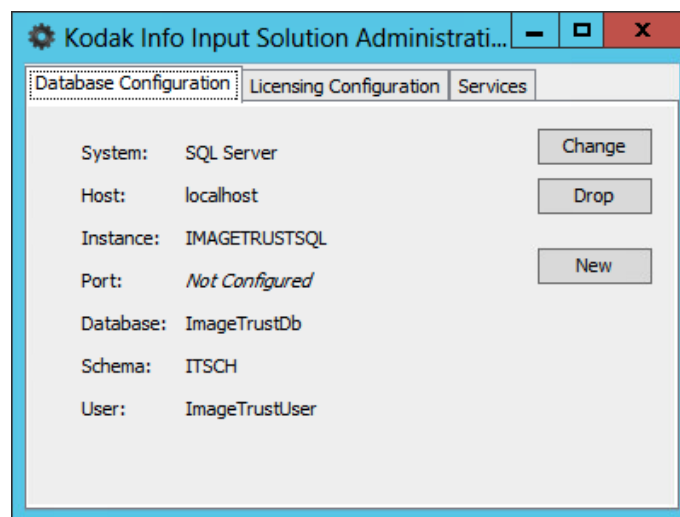 Kodak Info Input Solution Administrati...
Database Configuration Licensing Configuration Services
System: SQL Server Change
Host: localhost Drop
Instance: IMAGETRUSTSQL
New
Port: Not Configured
Database: ImageTrustDb
Schema: ITSCH
User: ImageTrustUser